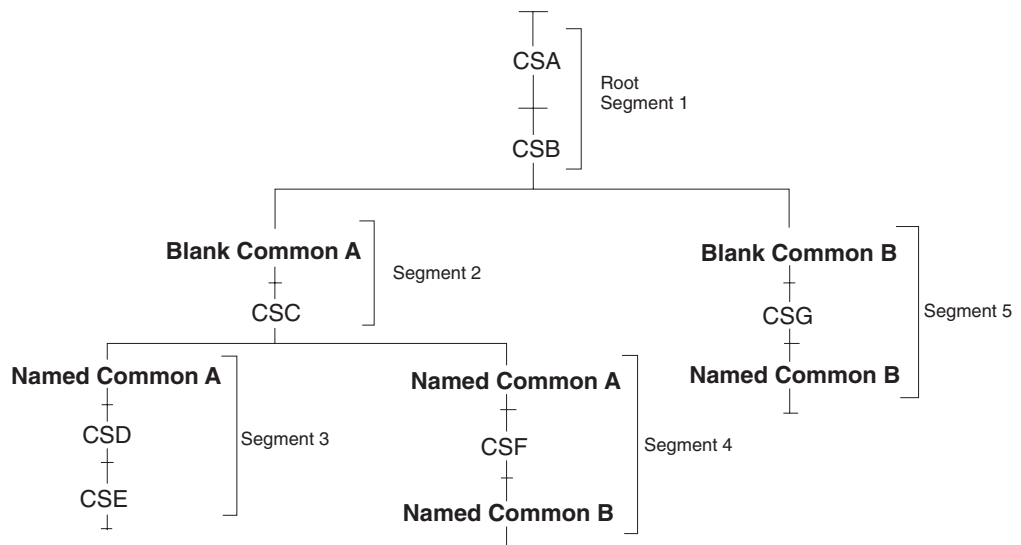 CSA
Root
Segment 1
CSB
Blank Common A
Segment 2
CSC
Blank Common B
CSG
Segment 5
Named Common B
Named Common A
CSD
Segment 3
CSE
Named Common A
CSF
Segment 4
Named Common B